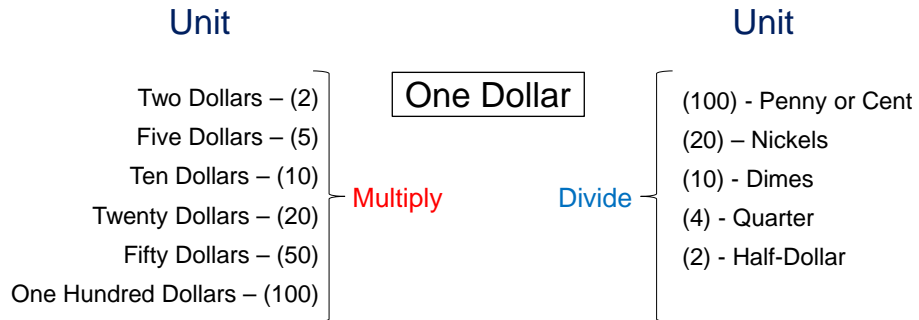 Unit
Two Dollars – (2)
Five Dollars – (5)
Ten Dollars – (10)
Twenty Dollars – (20)
Fifty Dollars – (50)
One Hundred Dollars – (100)
Multiply
One Dollar
Divide
Unit
(100) - Penny or Cent
(20) – Nickels
(10) - Dimes
(4) - Quarter
(2) - Half-Dollar